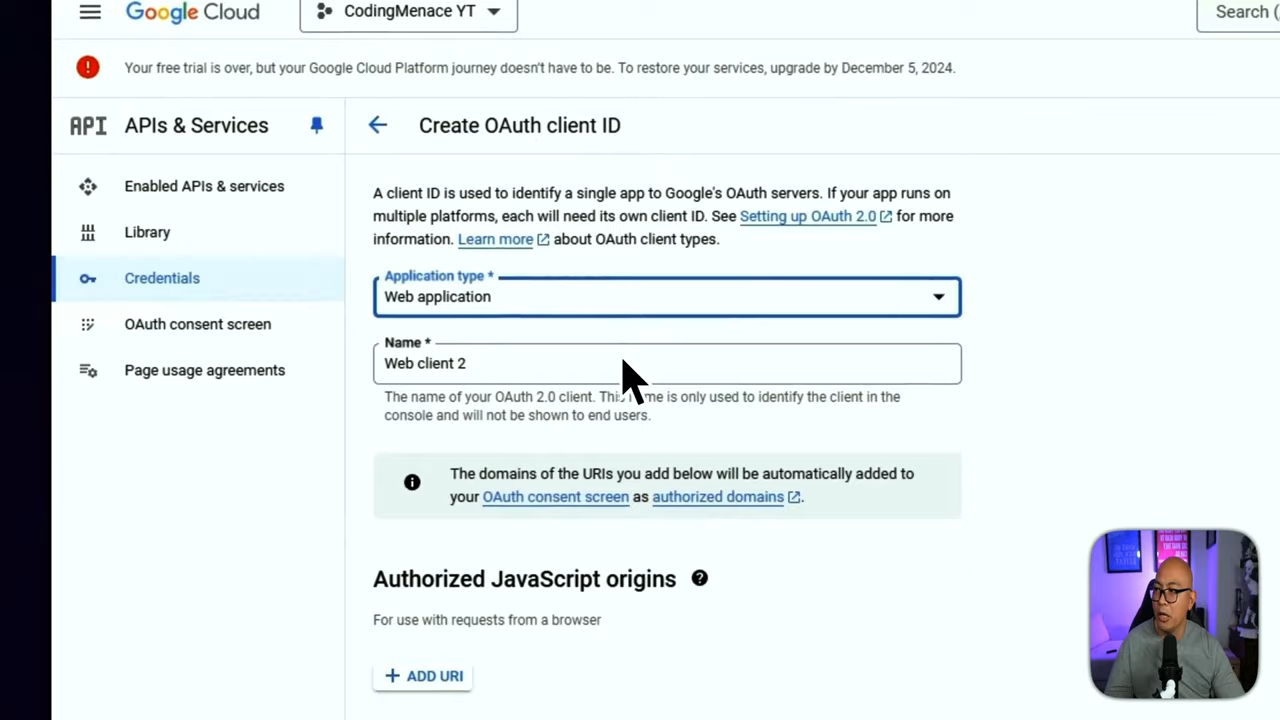 Google Cloud
CodingMenace YT
Search (
Your free trial is over, but your Google Cloud Platform journey doesn't have to be. To restore your services, upgrade by December 5, 2024.
API APIs & Services
Create OAuth client ID
Enabled APIs & services
Library
Credentials
OAuth consent screen
Page usage agreements
A client ID is used to identify a single app to Google's OAuth servers. If your app runs on
multiple platforms, each will need its own client ID. See Setting up OAuth 2.0 for more
information. Learn more about OAuth client types.
Application type *
Web application
Name *
Web client 2
The name of your OAuth 2.0 client. This name is only used to identify the client in the
console and will not be shown to end users.
The domains of the URIs you add below will be automatically added to
your OAuth consent screen as authorized domains.
Authorized JavaScript origins
For use with requests from a browser
+ ADD URI